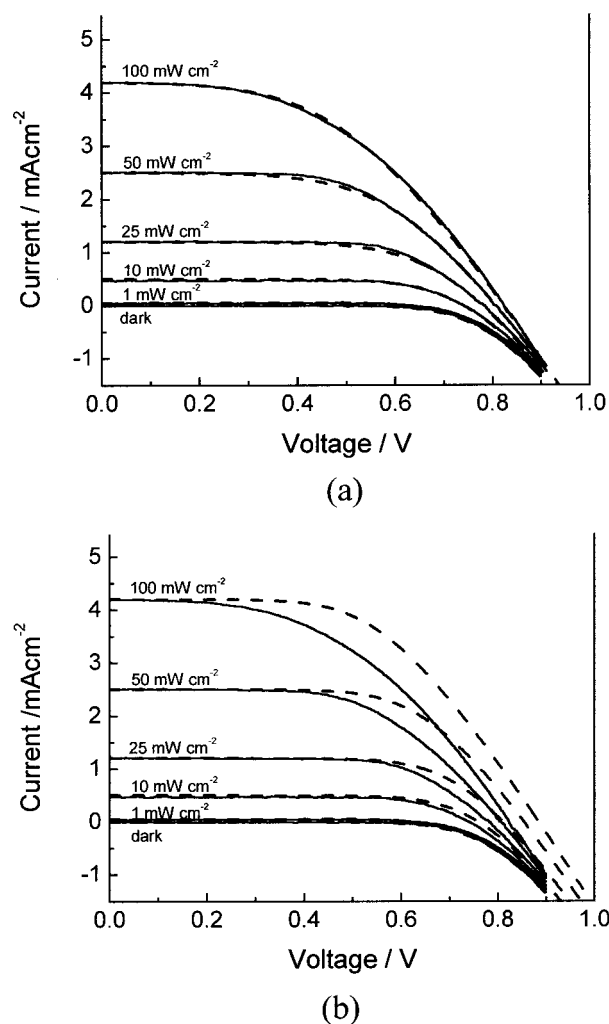 5
4
3
2
1
0
-1
Current / mAcm⁻²
100 mW cm⁻²
50 mW cm⁻²
25 mW cm⁻²
10 mW cm⁻²
1 mW cm⁻²
dark
0.0 0.2 0.4 0.6 0.8 1.0
Voltage / V
(a)
5
4
3
2
1
0
-1
Current /mAcm⁻²
100 mW cm⁻²
50 mW cm⁻²
25 mW cm⁻²
10 mW cm⁻²
1 mW cm⁻²
dark
0.0 0.2 0.4 0.6 0.8 1.0
Voltage / V
(b)